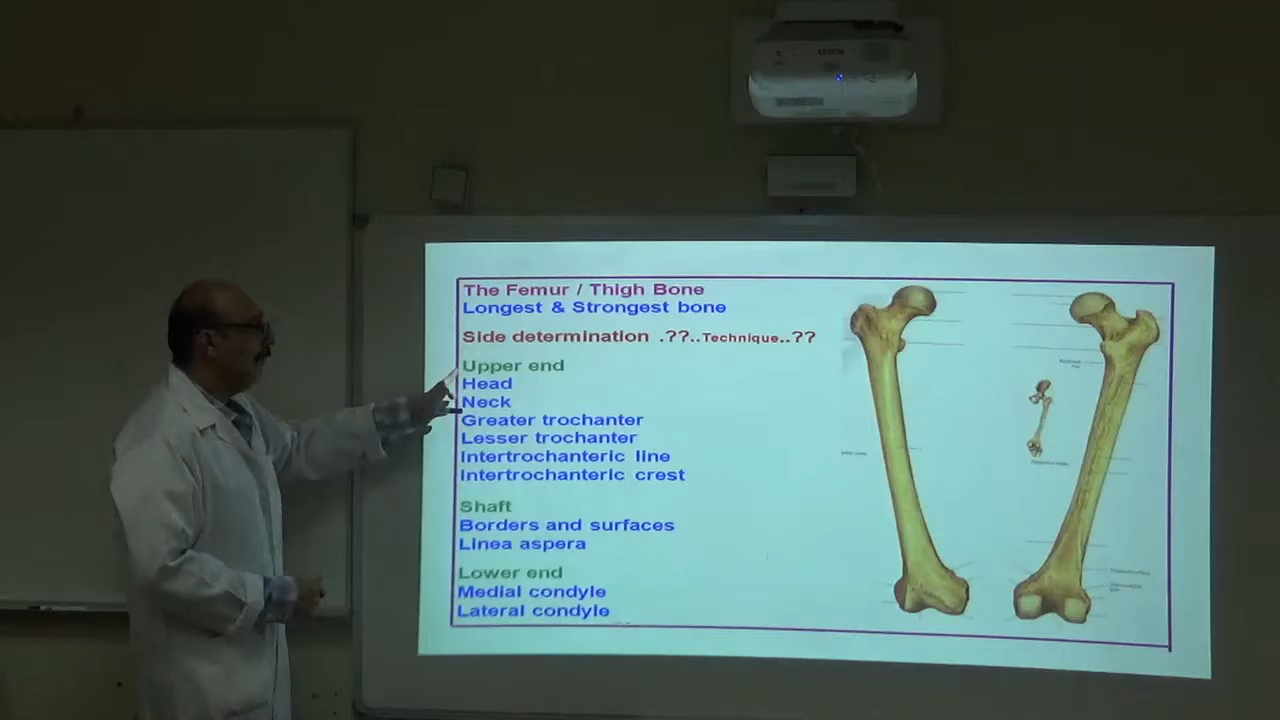 EPSON
The Femur / Thigh Bone
Longest & Strongest bone
Side determination .??..Technique..??
Upper end
Head
Neck
Greater trochanter
Lesser trochanter
Intertrochanteric line
Intertrochanteric crest
Shaft
Borders and surfaces
Linea aspera
Lower end
Medial condyle
Lateral condyle